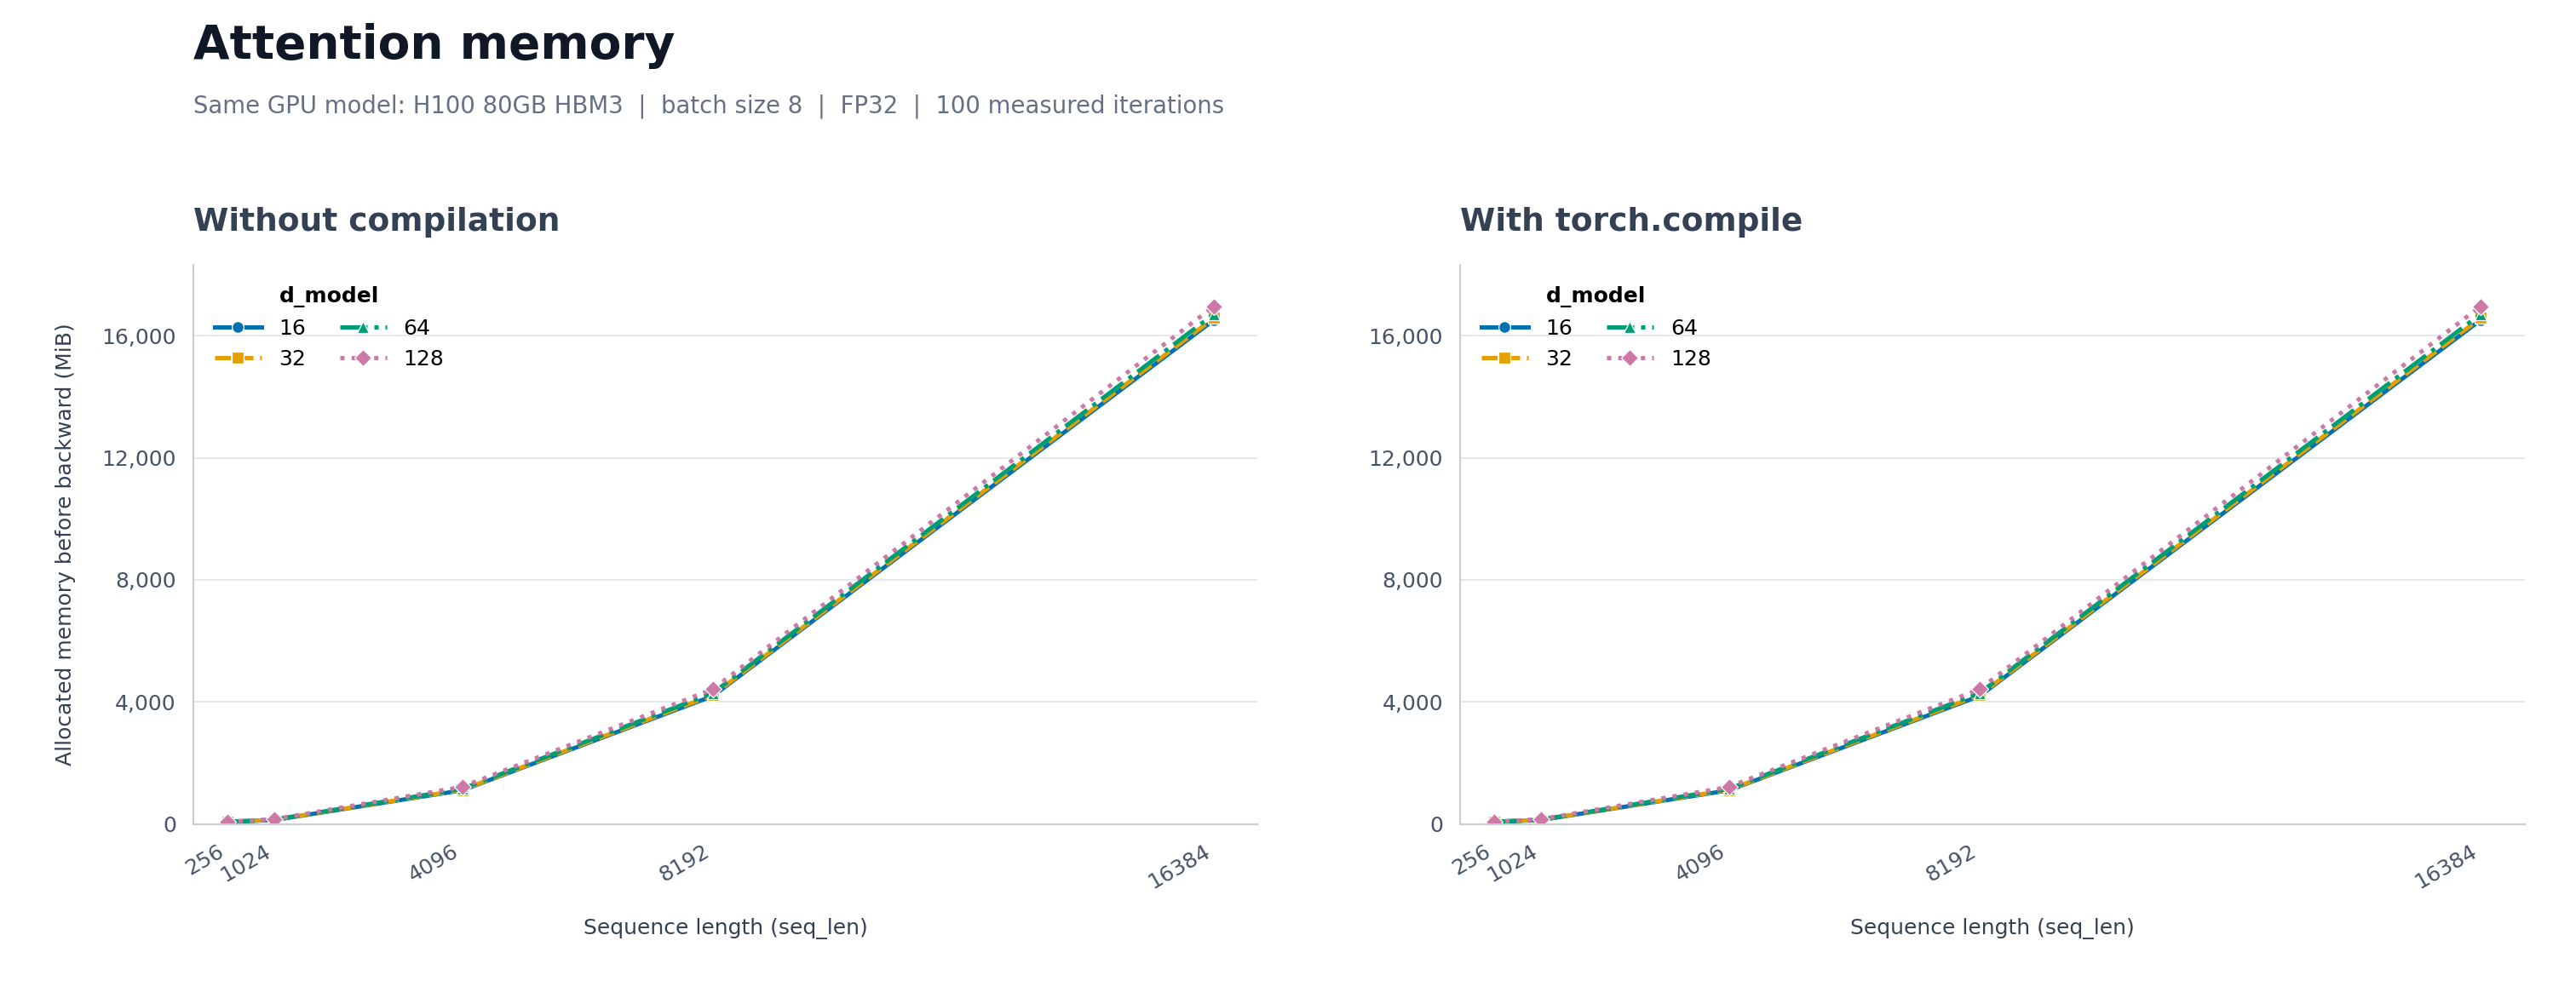 Attention memory
Same GPU model: H100 80GB HBM3 | batch size 8 | FP32 | 100 measured iterations
Without compilation
Allocated memory before backward (MiB)
16,000
12,000
8,000
4,000
0
d_model
16 64
32 128
256 1024 4096 8192 16384
Sequence length (seq_len)
With torch.compile
16,000
12,000
8,000
4,000
0
d_model
16 64
32 128
256 1024 4096 8192 16384
Sequence length (seq_len)